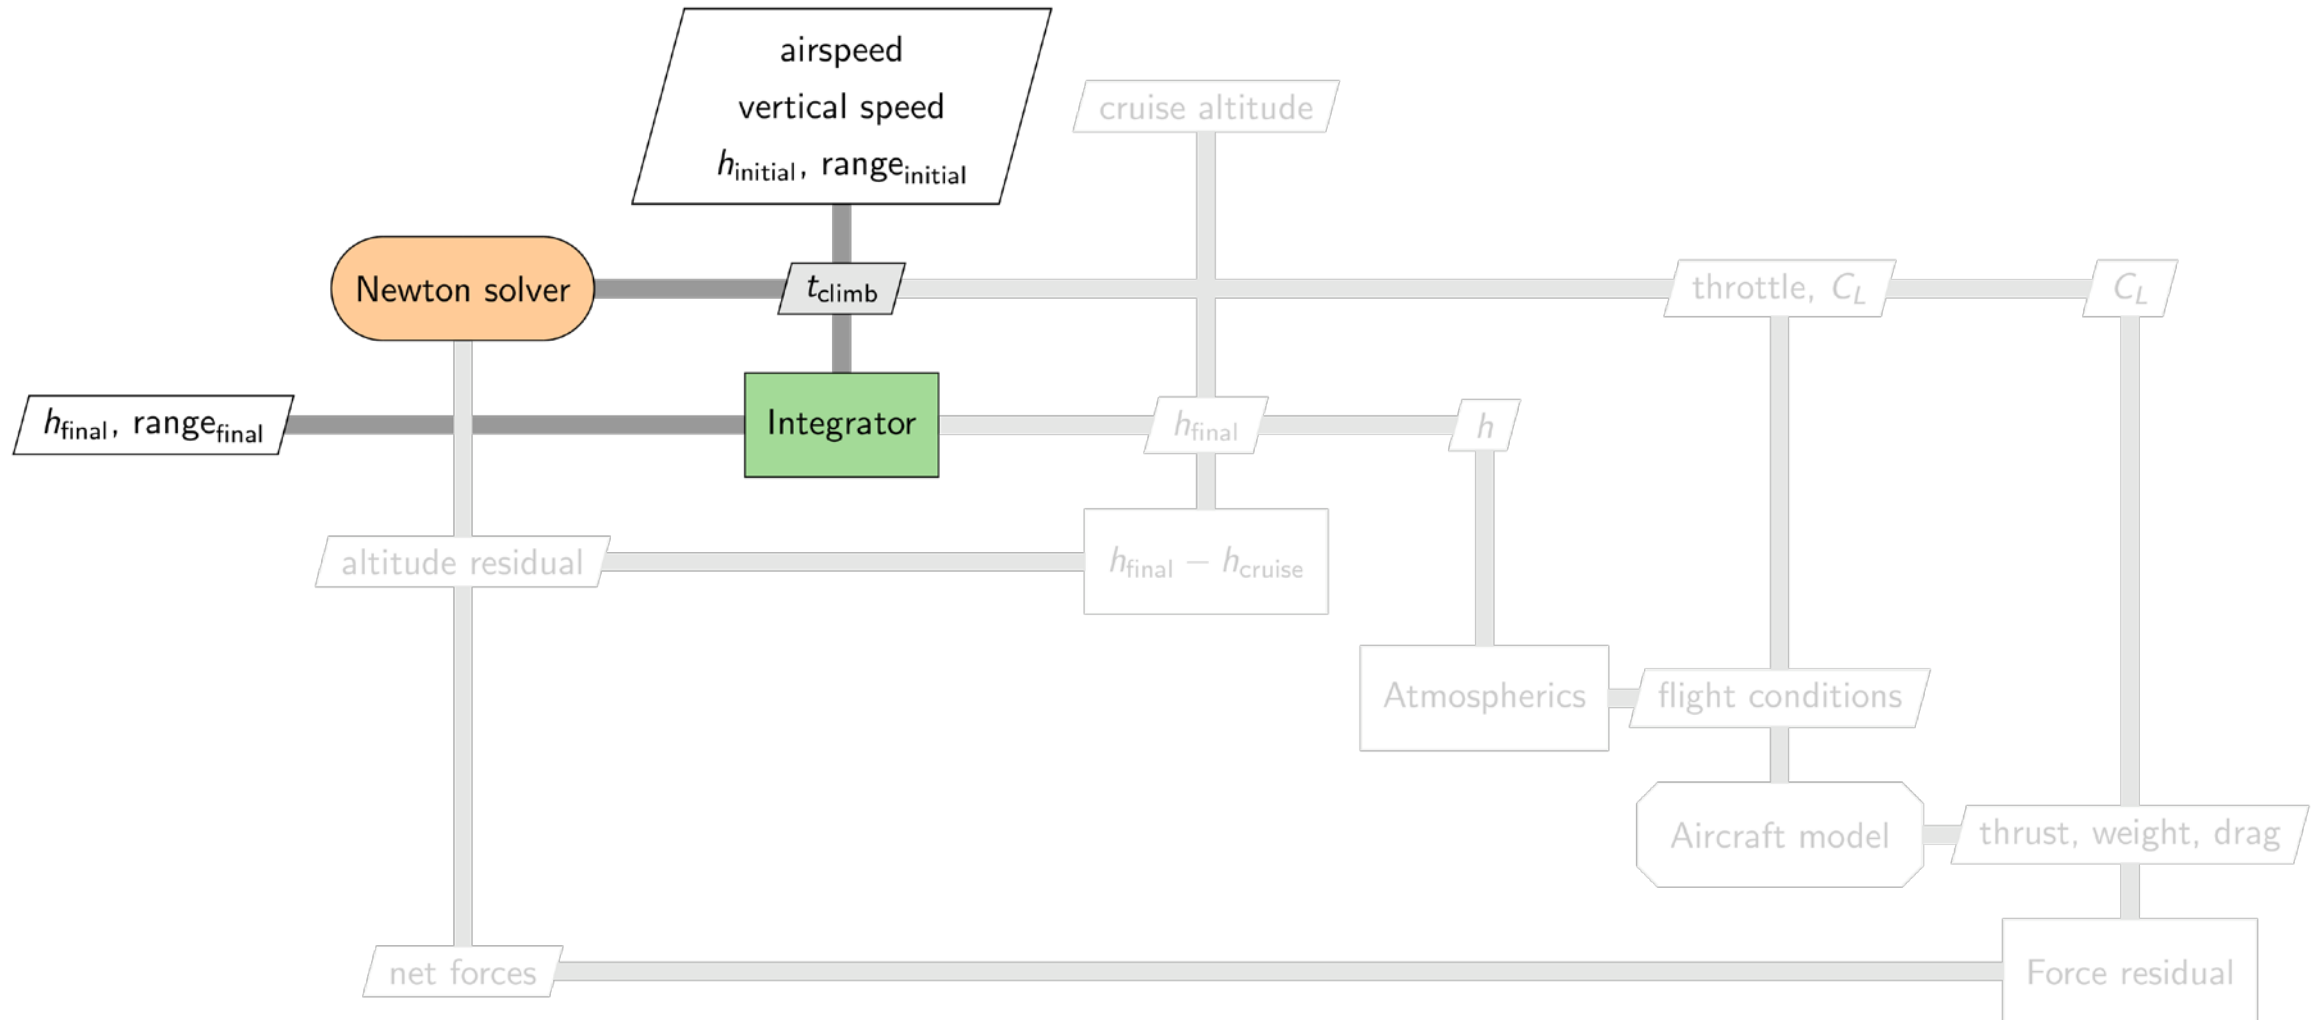 airspeed
vertical speed
h_initial, range_initial
cruise altitude
Newton solver
t_climb
throttle, C_L
C_L
h_final, range_final
Integrator
h_final
h
altitude residual
h_final − h_cruise
Atmospherics
flight conditions
Aircraft model
thrust, weight, drag
net forces
Force residual